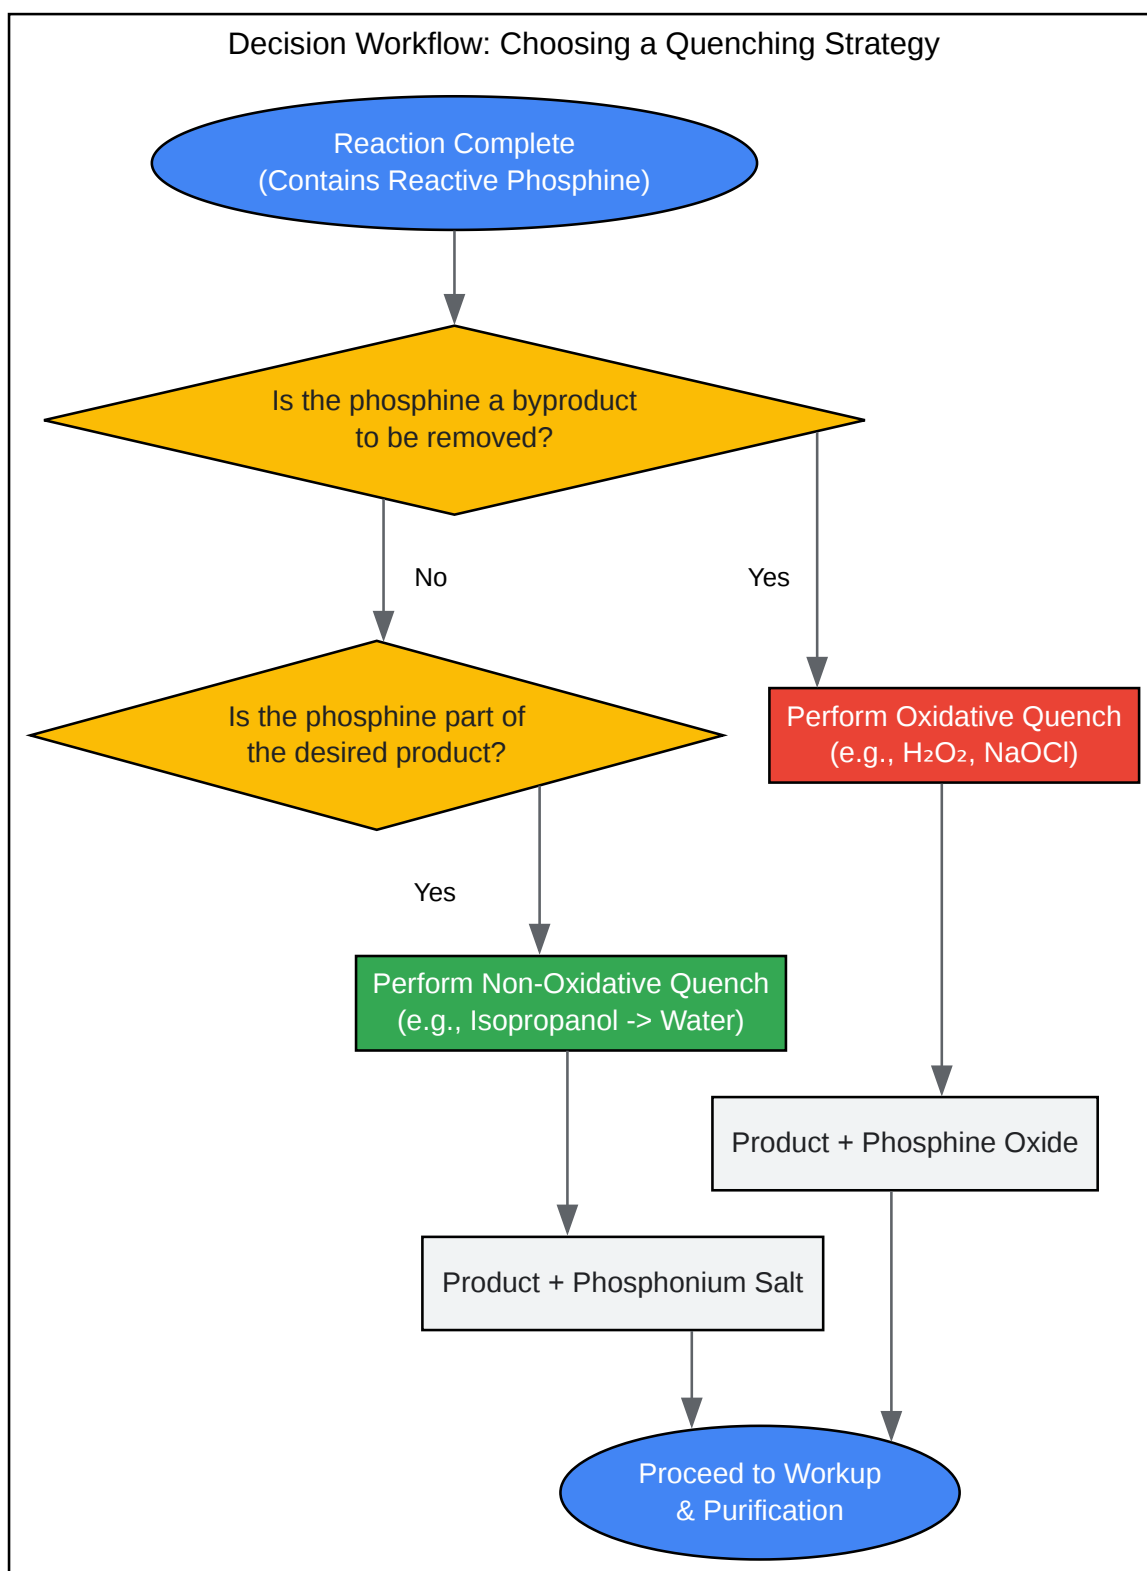 Decision Workflow: Choosing a Quenching Strategy
Reaction Complete
(Contains Reactive Phosphine)
Is the phosphine a byproduct
to be removed?
No
Yes
Is the phosphine part of
the desired product?
Perform Oxidative Quench
(e.g., H₂O₂, NaOCl)
Yes
Perform Non-Oxidative Quench
(e.g., Isopropanol -> Water)
Product + Phosphine Oxide
Product + Phosphonium Salt
Proceed to Workup
& Purification